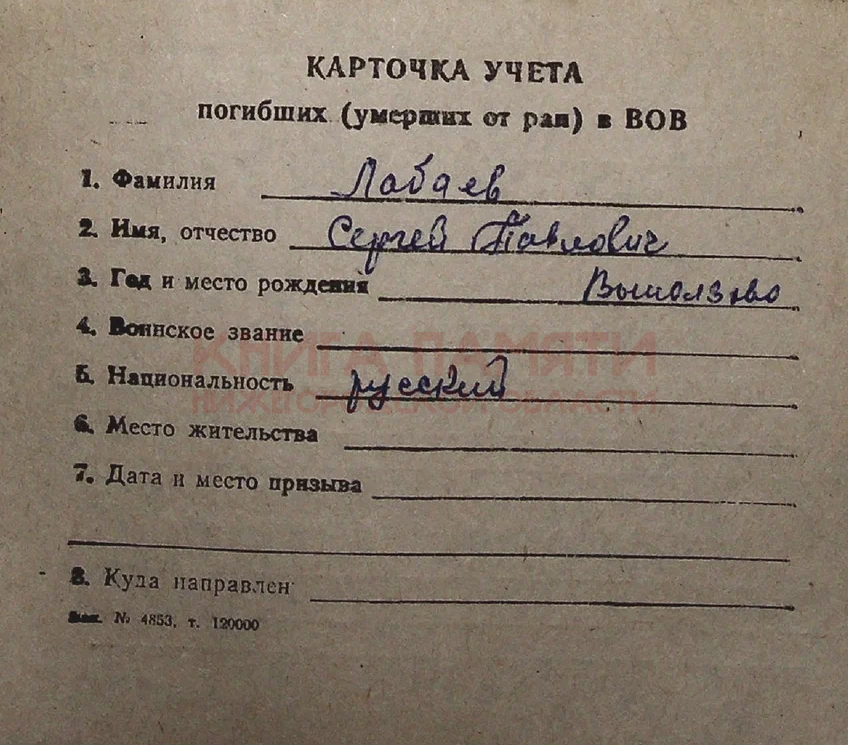 КАРТОЧКА УЧЕТА
погибших (умерших от ран) в ВОВ
1. Фамилия Лабаев
2. Имя, отчество Сергей Павлович
3. Год и место рождения
4. Воинское звание
КНИГА ПАМЯТИ
5. Национальность русский
НИЖЕГОРОДСКОЙ ОБЛАСТИ
6. Место жительства
7. Дата и место призыва
8. Куда направлен
Зак. № 4853, т. 120000